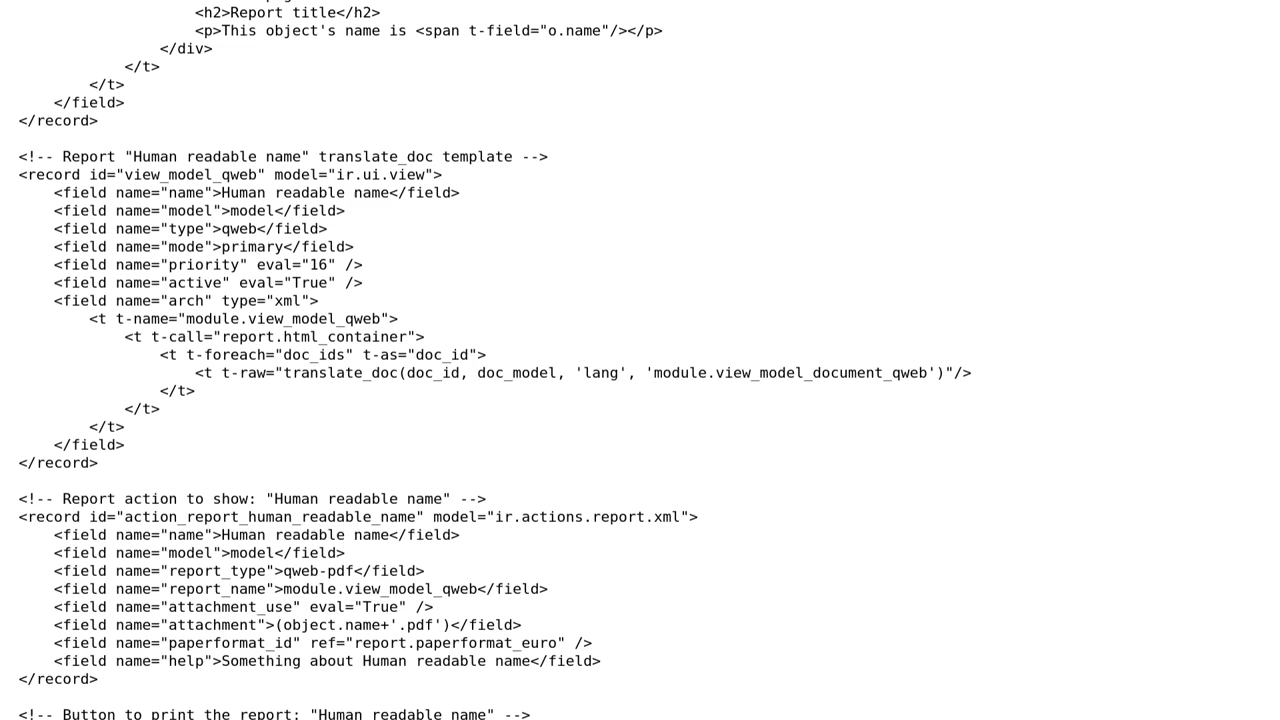 <h2>Report title</h2>
<p>This object's name is <span t-field="o.name"/></p>
</div>
</t>
</t>
</field>
</record>
<!-- Report "Human readable name" translate_doc template -->
<record id="view_model_qweb" model="ir.ui.view">
<field name="name">Human readable name</field>
<field name="model">model</field>
<field name="type">qweb</field>
<field name="mode">primary</field>
<field name="priority" eval="16" />
<field name="active" eval="True" />
<field name="arch" type="xml">
<t t-name="module.view_model_qweb">
<t t-call="report.html_container">
<t t-foreach="doc_ids" t-as="doc_id">
<t t-raw="translate_doc(doc_id, doc_model, 'lang', 'module.view_model_document_qweb')"/>
</t>
</t>
</t>
</field>
</record>
<!-- Report action to show: "Human readable name" -->
<record id="action_report_human_readable_name" model="ir.actions.report.xml">
<field name="name">Human readable name</field>
<field name="model">model</field>
<field name="report_type">qweb-pdf</field>
<field name="report_name">module.view_model_qweb</field>
<field name="attachment_use" eval="True" />
<field name="attachment">(object.name+'.pdf')</field>
<field name="paperformat_id" ref="report.paperformat_euro" />
<field name="help">Something about Human readable name</field>
</record>
<!-- Button to print the report: "Human readable name" -->